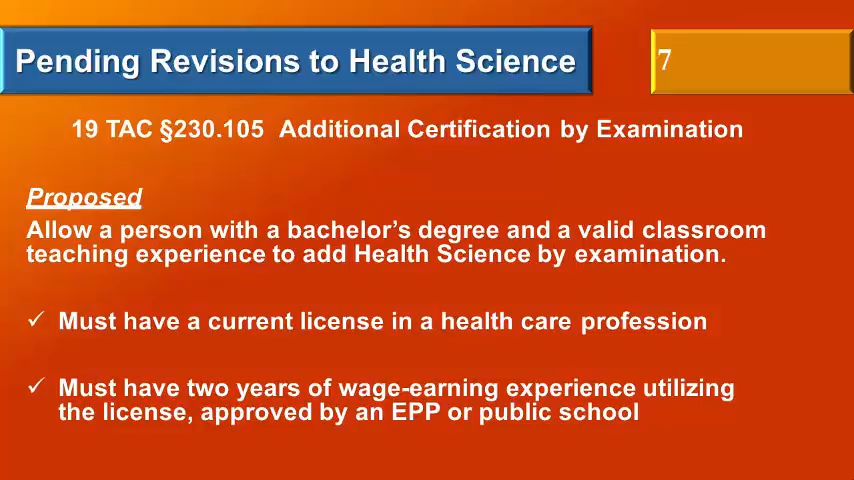 Pending Revisions to Health Science
7
19 TAC §230.105  Additional Certification by Examination
Proposed
Allow a person with a bachelor’s degree and a valid classroom
teaching experience to add Health Science by examination.
✓ Must have a current license in a health care profession
✓ Must have two years of wage-earning experience utilizing
the license, approved by an EPP or public school